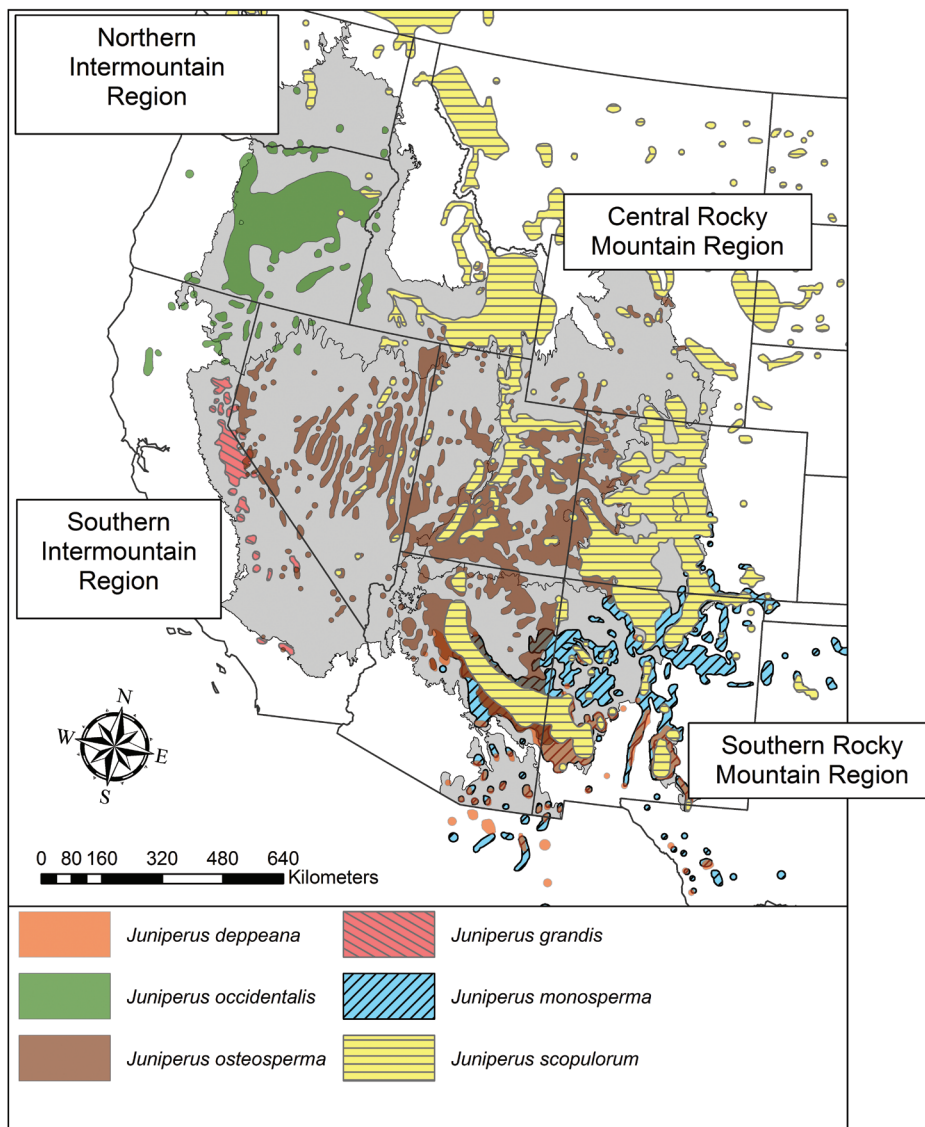 Northern
Intermountain
Region
Central Rocky
Mountain Region
Southern
Intermountain
Region
Southern Rocky
Mountain Region
N
W
E
S
0 80 160 320 480 640
Kilometers
Juniperus deppeana
Juniperus grandis
Juniperus occidentalis
Juniperus monosperma
Juniperus osteosperma
Juniperus scopulorum